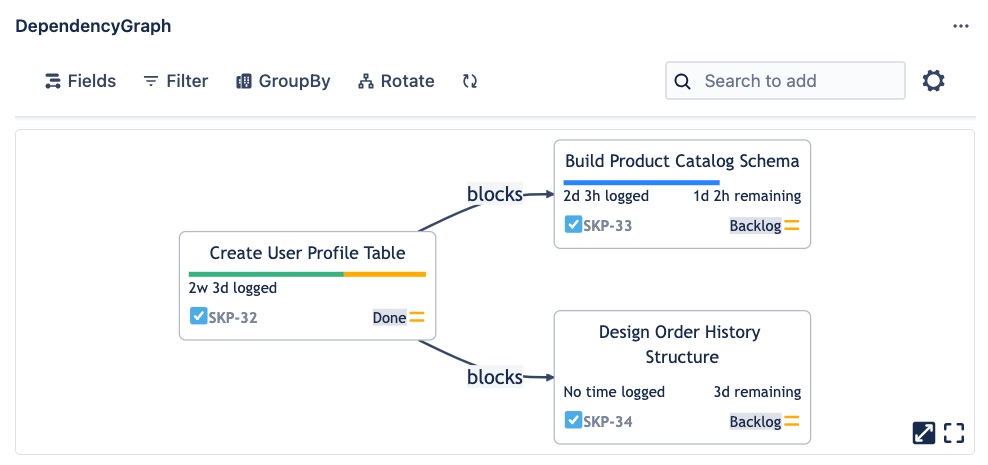 DependencyGraph
Fields
Filter
GroupBy
Rotate
Search to add
Build Product Catalog Schema
2d 3h logged
1d 2h remaining
SKP-33
Backlog
blocks
Create User Profile Table
2w 3d logged
SKP-32
Done
blocks
Design Order History
Structure
No time logged
3d remaining
SKP-34
Backlog